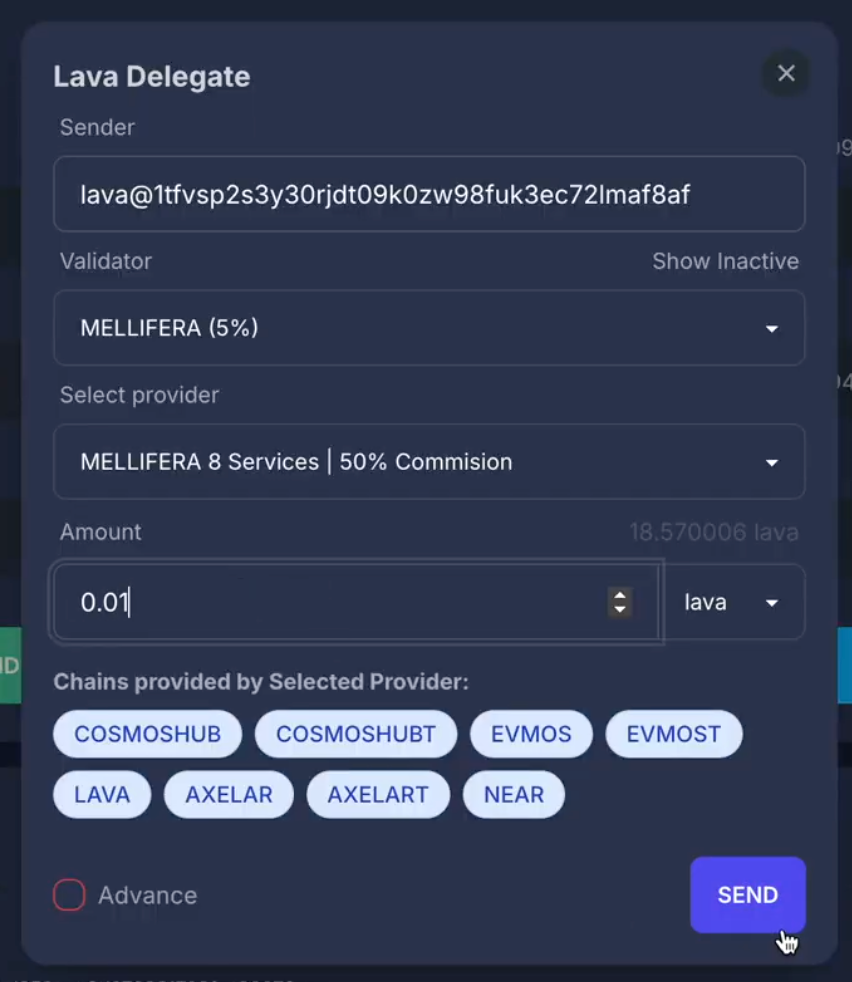 Lava Delegate
Sender
lava@1tfvsp2s3y30rjdt09k0zw98fuk3ec72lmaf8af
Validator Show Inactive
MELLIFERA (5%)
Select provider
MELLIFERA 8 Services | 50% Commision
Amount 18.570006 lava
0.01 lava
Chains provided by Selected Provider:
COSMOSHUB COSMOSHUBT EVMOS EVMOST
LAVA AXELAR AXELART NEAR
Advance SEND